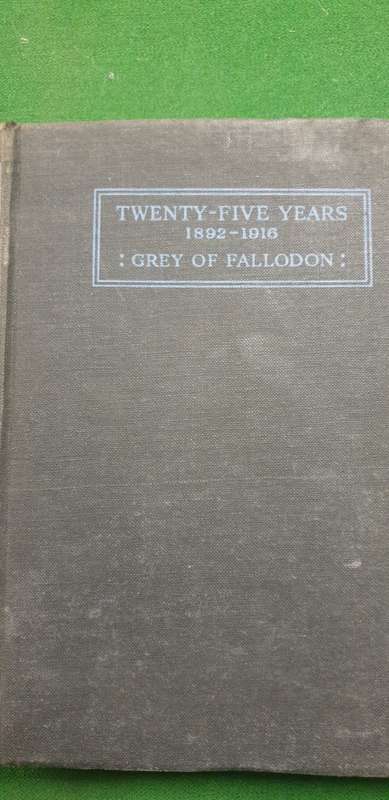 TWENTY-FIVE YEARS
1892-1916
: GREY OF FALLODON :